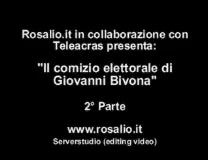 Rosalio.it in collaborazione con
Teleacras presenta:
"Il comizio elettorale di
Giovanni Bivona"
2° Parte
www.rosalio.it
Serverstudio (editing video)